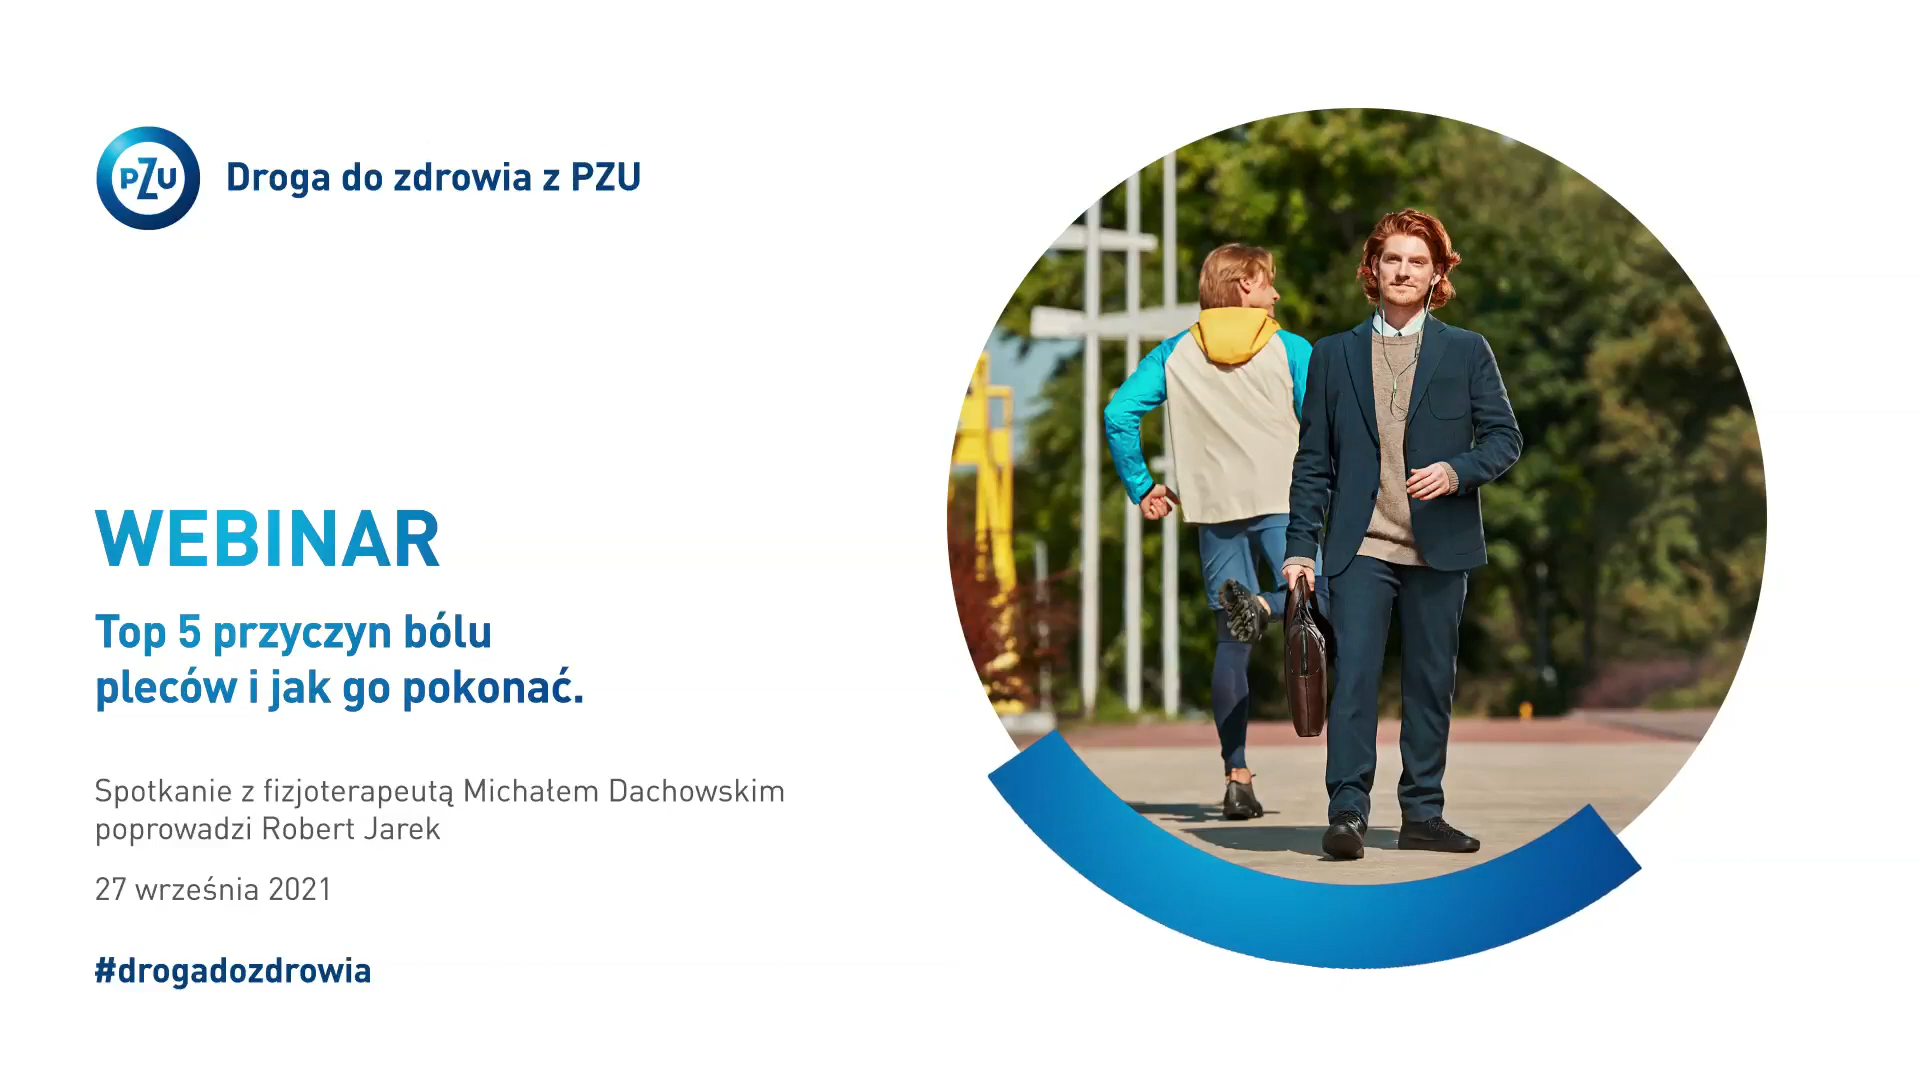 PZU
Droga do zdrowia z PZU
WEBINAR
Top 5 przyczyn bólu
pleców i jak go pokonać.
Spotkanie z fizjoterapeutą Michałem Dachowskim
poprowadzi Robert Jarek
27 września 2021
#drogadozdrowia